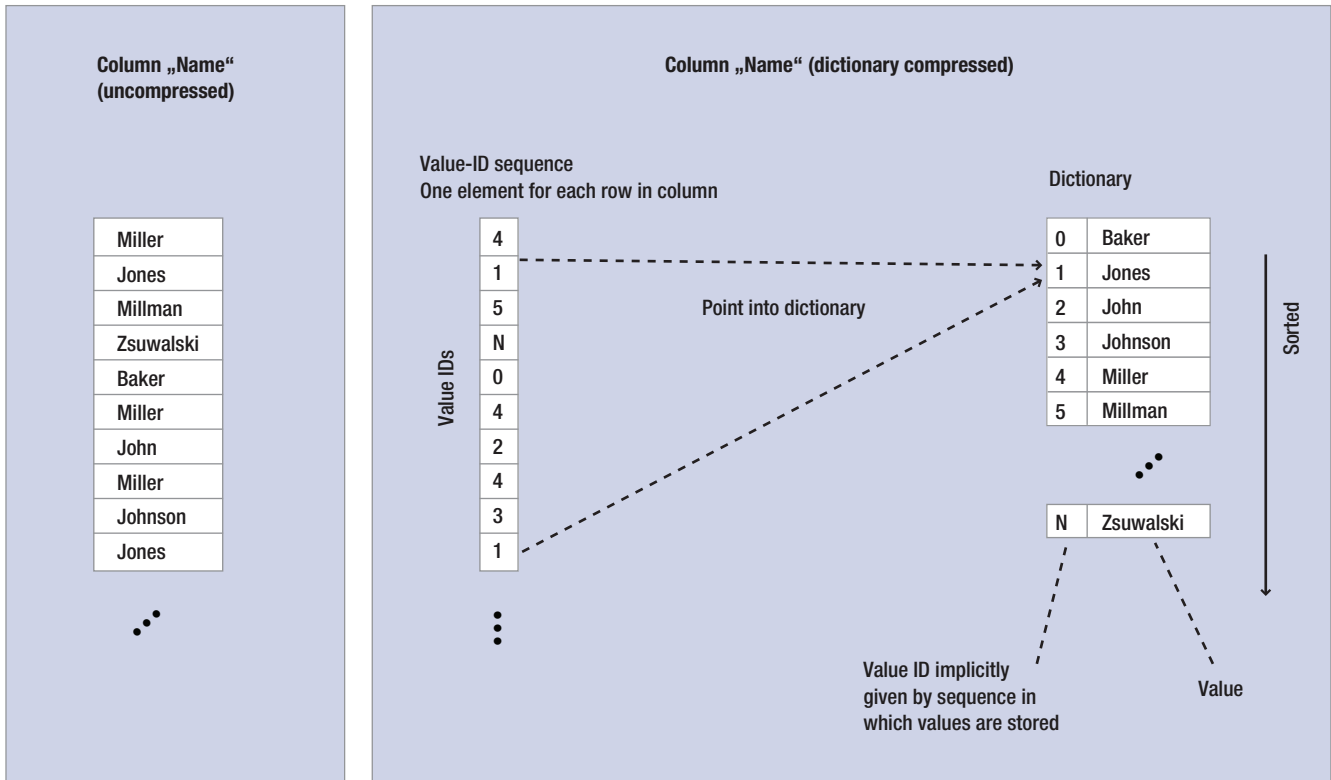 Column „Name“
(uncompressed)
Miller
Jones
Millman
Zsuwalski
Baker
Miller
John
Miller
Johnson
Jones
Column „Name“ (dictionary compressed)
Value-ID sequence
One element for each row in column
Value IDs
4
1
5
N
0
4
2
4
3
1
Point into dictionary
Dictionary
0 Baker
1 Jones
2 John
3 Johnson
4 Miller
5 Millman
N Zsuwalski
Sorted
Value ID implicitly
given by sequence in
which values are stored
Value